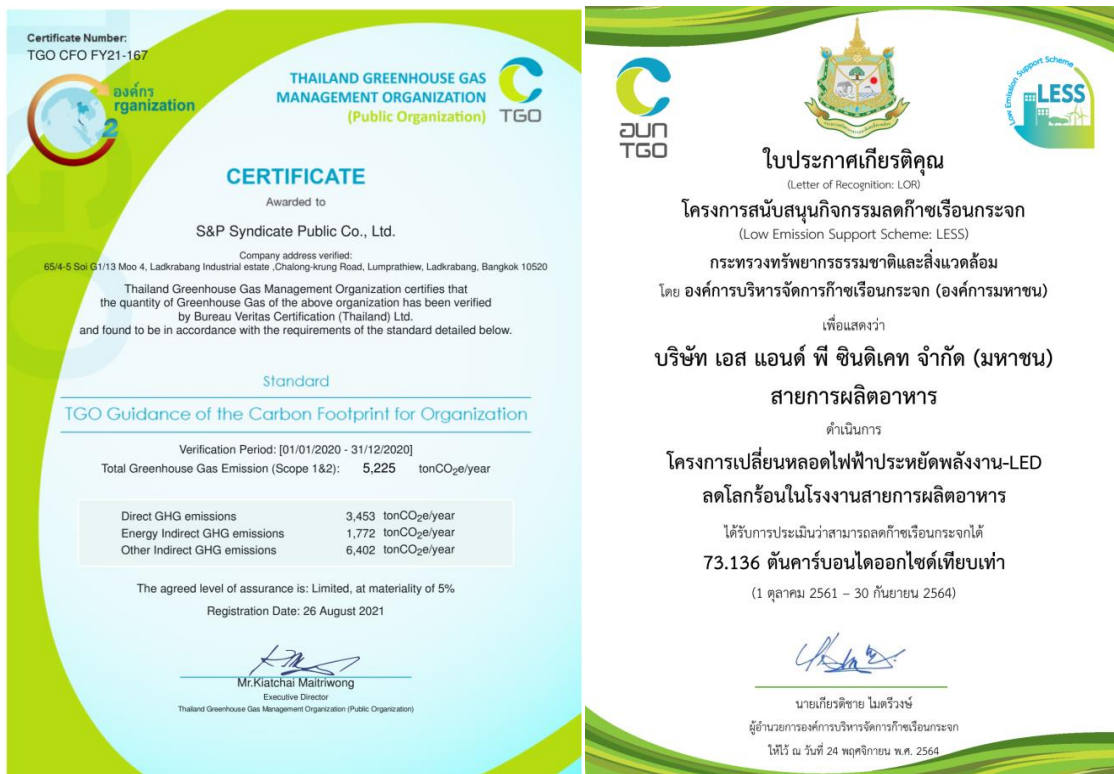 Certificate Number:
TGO CFO FY21-167
องค์กร
rganization
2
THAILAND GREENHOUSE GAS
MANAGEMENT ORGANIZATION
(Public Organization)
TGO
CERTIFICATE
Awarded to
S&P Syndicate Public Co., Ltd.
Company address verified:
65/4-5 Soi G1/13 Moo 4, Ladkrabang Industrial estate ,Chalong-krung Road, Lumprathiew, Ladkrabang, Bangkok 10520
Thailand Greenhouse Gas Management Organization certifies that
the quantity of Greenhouse Gas of the above organization has been verified
by Bureau Veritas Certification (Thailand) Ltd.
and found to be in accordance with the requirements of the standard detailed below.
Standard
TGO Guidance of the Carbon Footprint for Organization
Verification Period: [01/01/2020 - 31/12/2020]
Total Greenhouse Gas Emission (Scope 1&2): 5,225 tonCO2e/year
Direct GHG emissions 3,453 tonCO2e/year
Energy Indirect GHG emissions 1,772 tonCO2e/year
Other Indirect GHG emissions 6,402 tonCO2e/year
The agreed level of assurance is: Limited, at materiality of 5%
Registration Date: 26 August 2021
Mr.Kiatchai Maitriwong
Executive Director
Thailand Greenhouse Gas Management Organization (Public Organization)
อบก
TGO
Low Emission Support Scheme
LESS
ใบประกาศเกียรติคุณ
(Letter of Recognition: LOR)
โครงการสนับสนุนกิจกรรมลดก๊าซเรือนกระจก
(Low Emission Support Scheme: LESS)
กระทรวงทรัพยากรธรรมชาติและสิ่งแวดล้อม
โดย องค์การบริหารจัดการก๊าซเรือนกระจก (องค์การมหาชน)
เพื่อแสดงว่า
บริษัท เอส แอนด์ พี ซินดิเคท จำกัด (มหาชน)
สายการผลิตอาหาร
ดำเนินการ
โครงการเปลี่ยนหลอดไฟฟ้าประหยัดพลังงาน-LED
ลดโลกร้อนในโรงงานสายการผลิตอาหาร
ได้รับการประเมินว่าสามารถลดก๊าซเรือนกระจกได้
73.136 ตันคาร์บอนไดออกไซด์เทียบเท่า
(1 ตุลาคม 2561 – 30 กันยายน 2564)
นายเกียรติชาย ไมตรีวงษ์
ผู้อำนวยการองค์การบริหารจัดการก๊าซเรือนกระจก
ให้ไว้ ณ วันที่ 24 พฤศจิกายน พ.ศ. 2564